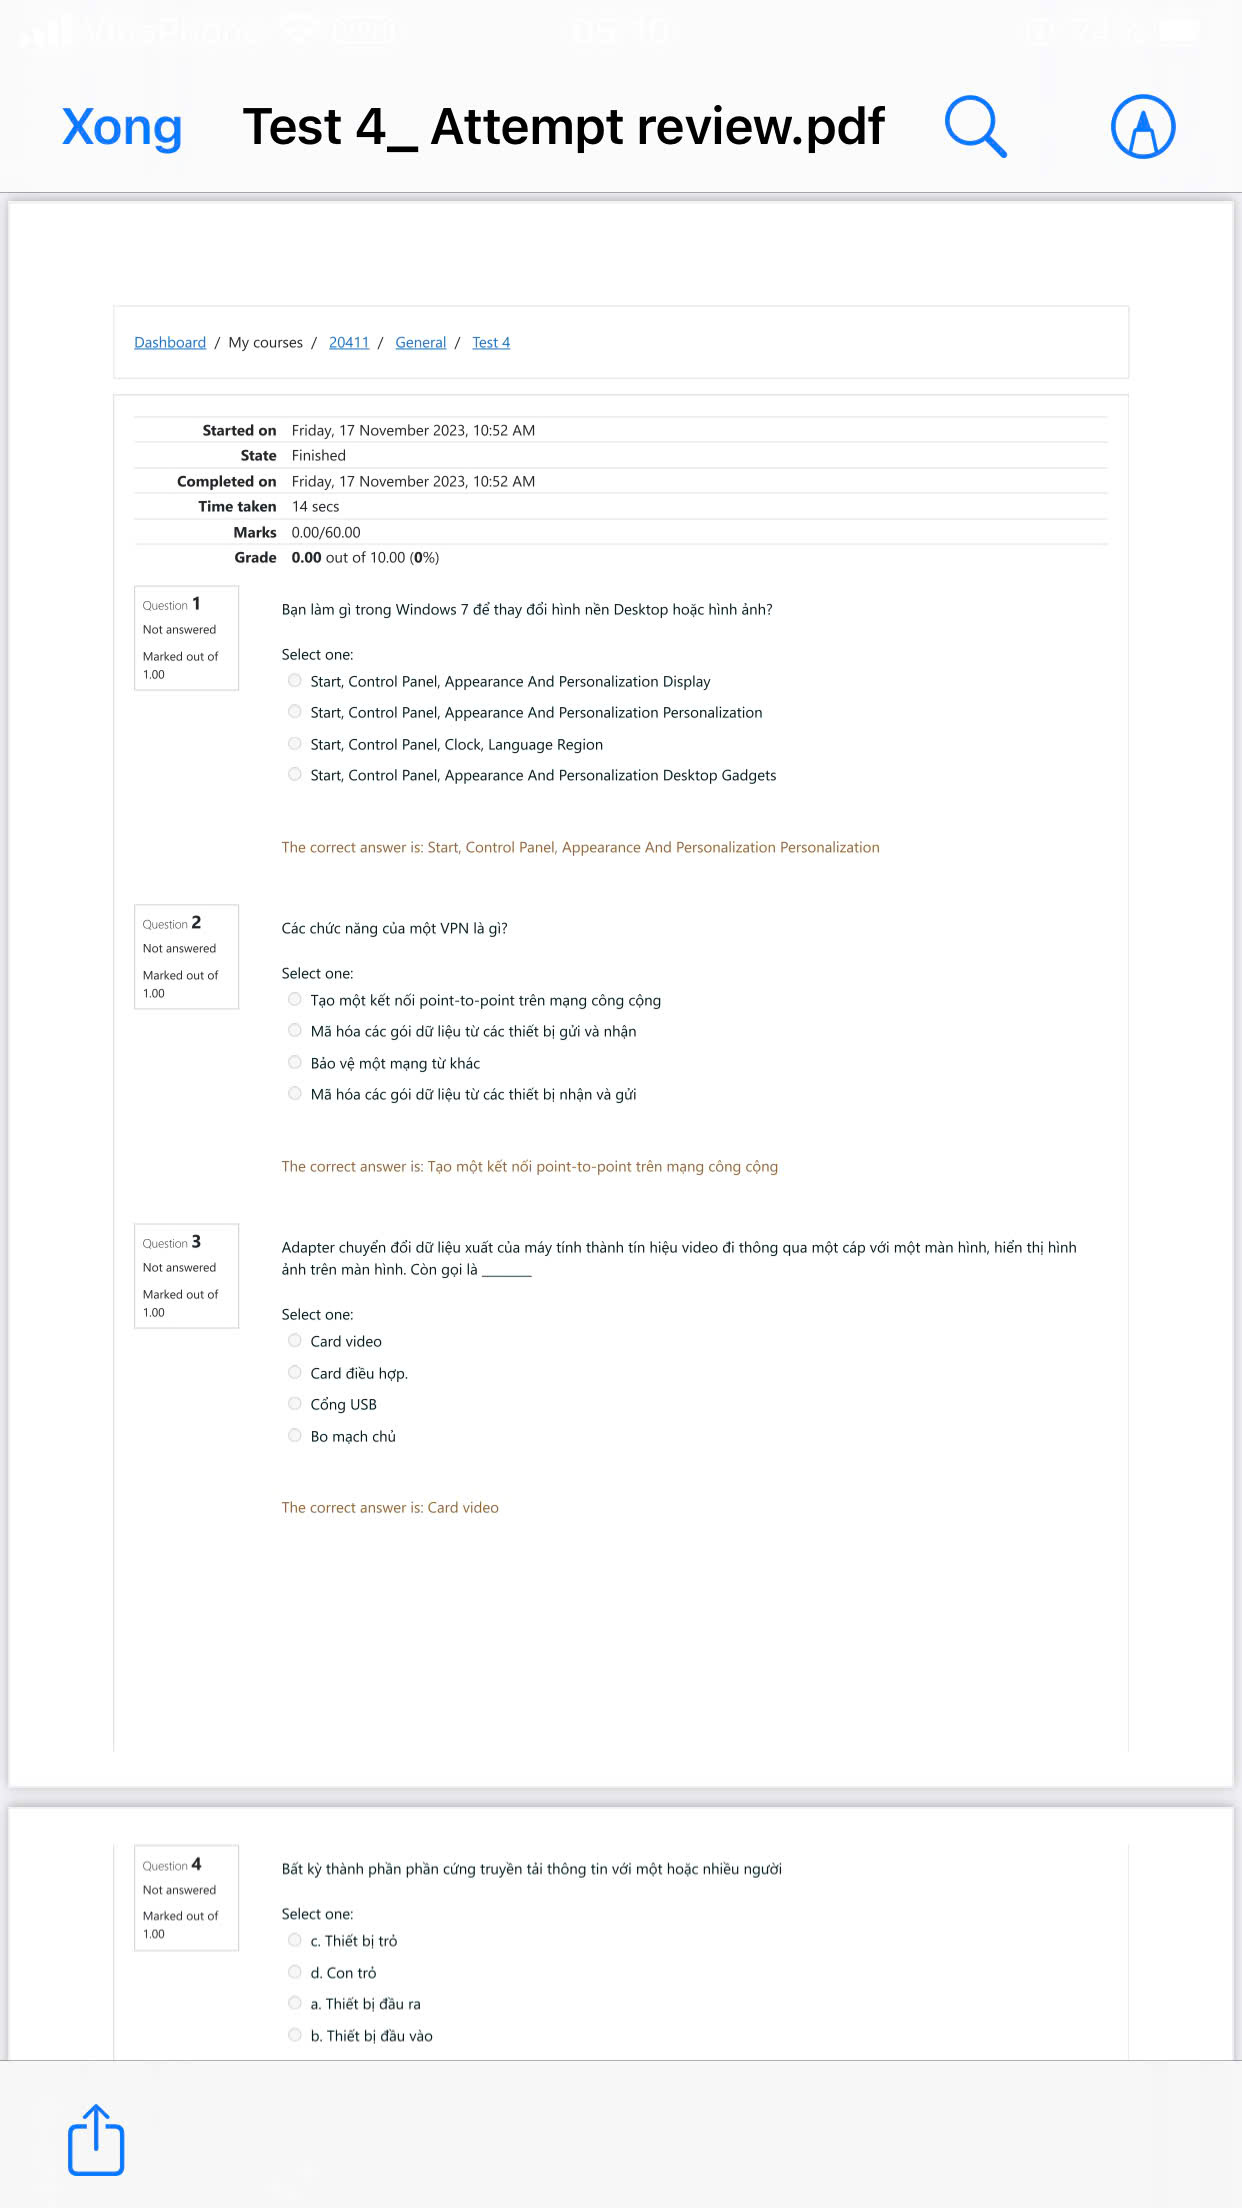 Xong
Test 4_ Attempt review.pdf
Dashboard / My courses / 20411 / General / Test 4
Started on Friday, 17 November 2023, 10:52 AM
State Finished
Completed on Friday, 17 November 2023, 10:52 AM
Time taken 14 secs
Marks 0.00/60.00
Grade 0.00 out of 10.00 (0%)
Question 1
Not answered
Marked out of
1.00
Bạn làm gì trong Windows 7 để thay đổi hình nền Desktop hoặc hình ảnh?
Select one:
Start, Control Panel, Appearance And Personalization Display
Start, Control Panel, Appearance And Personalization Personalization
Start, Control Panel, Clock, Language Region
Start, Control Panel, Appearance And Personalization Desktop Gadgets
The correct answer is: Start, Control Panel, Appearance And Personalization Personalization
Question 2
Not answered
Marked out of
1.00
Các chức năng của một VPN là gì?
Select one:
Tạo một kết nối point-to-point trên mạng công cộng
Mã hóa các gói dữ liệu từ các thiết bị gửi và nhận
Bảo vệ một mạng từ khác
Mã hóa các gói dữ liệu từ các thiết bị nhận và gửi
The correct answer is: Tạo một kết nối point-to-point trên mạng công cộng
Question 3
Not answered
Marked out of
1.00
Adapter chuyển đổi dữ liệu xuất của máy tính thành tín hiệu video đi thông qua một cáp với một màn hình, hiển thị hình
ảnh trên màn hình. Còn gọi là _______
Select one:
Card video
Card điều hợp.
Cổng USB
Bo mạch chủ
The correct answer is: Card video
Question 4
Not answered
Marked out of
1.00
Bất kỳ thành phần phần cứng truyền tải thông tin với một hoặc nhiều người
Select one:
c. Thiết bị trỏ
d. Con trỏ
a. Thiết bị đầu ra
b. Thiết bị đầu vào